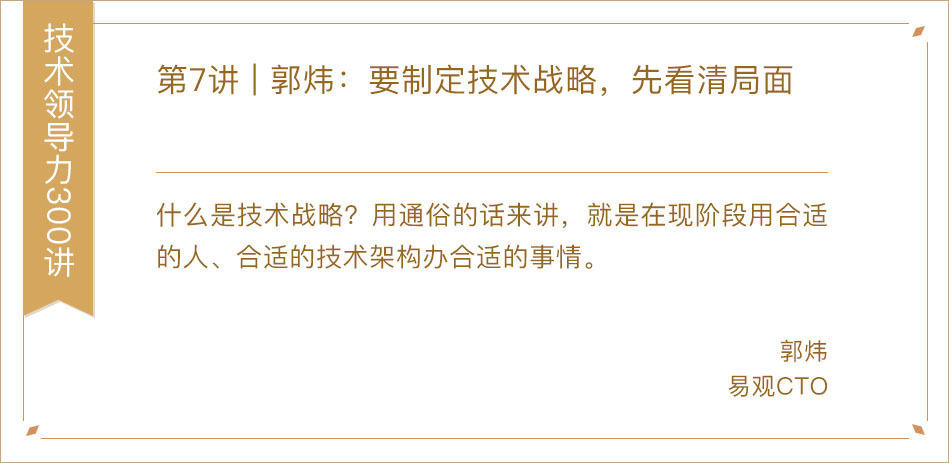 技术领导力300讲
第7讲 | 郭炜：要制定技术战略，先看清局面
什么是技术战略？用通俗的话来讲，就是在现阶段用合适
的人、合适的技术架构办合适的事情。
郭炜
易观CTO